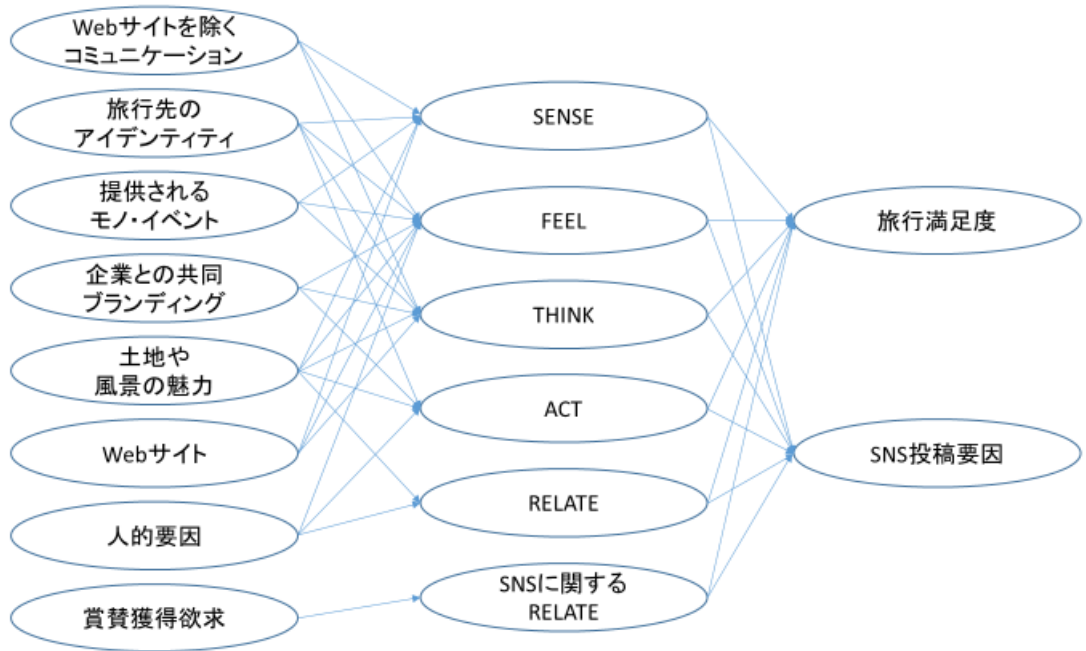 Webサイトを除く
コミュニケーション
旅行先の
アイデンティティ
提供される
モノ・イベント
企業との共同
ブランディング
土地や
風景の魅力
Webサイト
人的要因
賞賛獲得欲求
SENSE
FEEL
THINK
ACT
RELATE
SNSに関する
RELATE
旅行満足度
SNS投稿要因